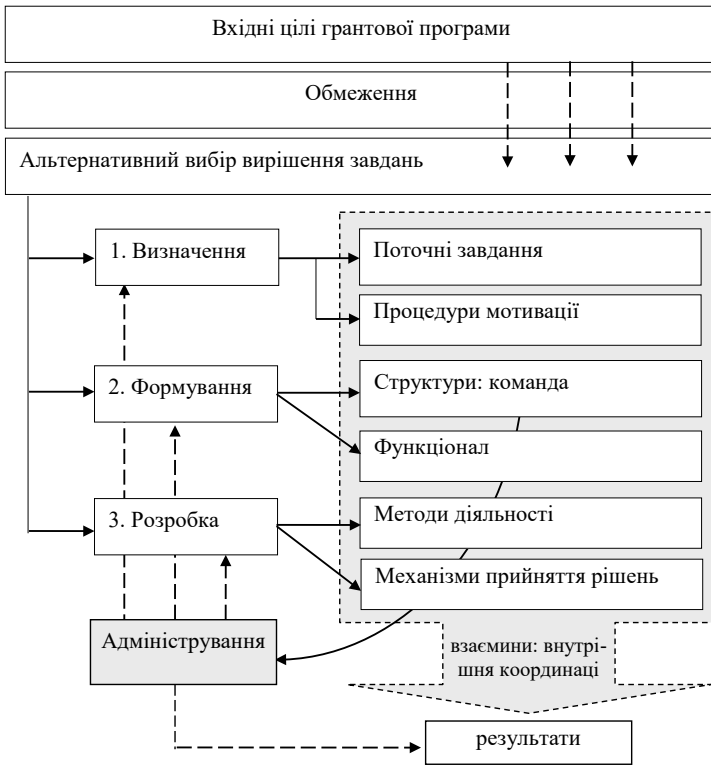 Вхідні цілі грантової програми
Обмеження
Альтернативний вибір вирішення завдань
1. Визначення
Поточні завдання
Процедури мотивації
2. Формування
Структури: команда
Функціонал
3. Розробка
Методи діяльності
Механізми прийняття рішень
Адміністрування
взаємини: внутрі-
шня координаці
результати